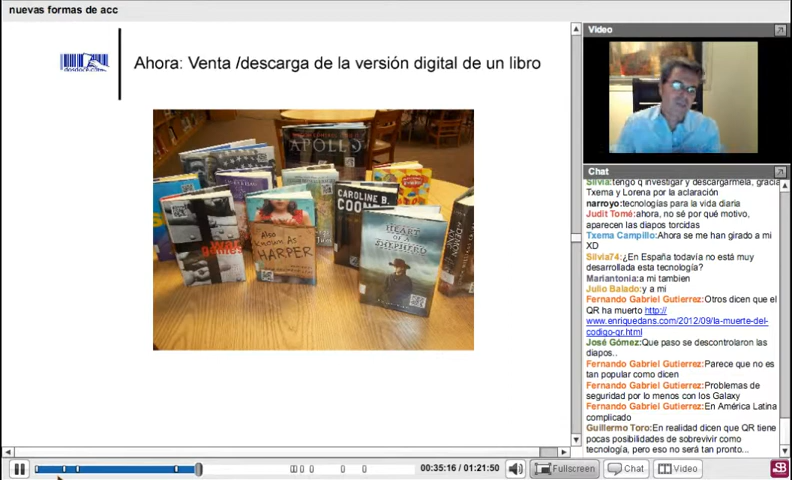 nuevas formas de acc
Ahora: Venta /descarga de la versión digital de un libro
APOLLO
Also
known As
HARPER
CAROLINE B.
HEART
OF A
SHEPHERD
Video
Chat
Silvia:tengo q investigar y descargármela, gracia
Txema y Lorena por la aclaración
narroyo:tecnologías para la vida diaria
Judit Tomé:ahora, no sé por qué motivo,
aparecen las diapos torcidas
Txema Campillo:Ahora se me han girado a mi
XD
Silvia74:¿En España todavía no está muy
desarrollada esta tecnología?
Mariantonia:a mi tambien
Julio Balado:y a mi
Fernando Gabriel Gutierrez:Otros dicen que el
QR ha muerto http://
www.enriquedans.com/2012/09/la-muerte-del-
codigo-qr.html
José Gómez:Que paso se descontrolaron las
diapos..
Fernando Gabriel Gutierrez:Parece que no es
tan popular como dicen
Fernando Gabriel Gutierrez:Problemas de
seguridad por lo menos con los Galaxy
Fernando Gabriel Gutierrez:En América Latina
complicado
Guillermo Toro:En realidad dicen que QR tiene
pocas posibilidades de sobrevivir como
tecnología, pero eso no será tan pronto...
00:35:16 / 01:21:50
Fullscreen
Chat
Video